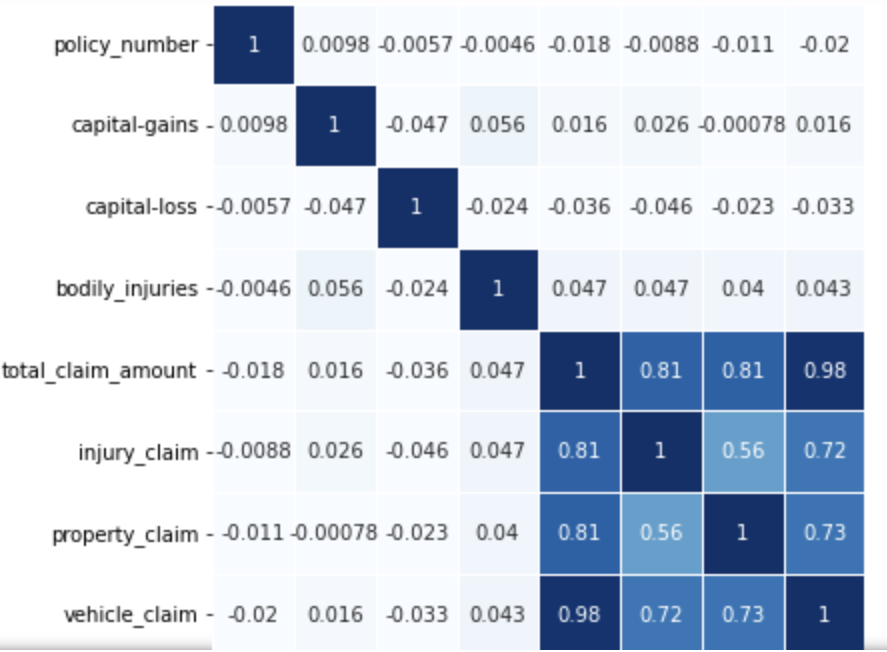 policy_number - 1 0.0098 -0.0057 -0.0046 -0.018 -0.0088 -0.011 -0.02
capital-gains - 0.0098 1 -0.047 0.056 0.016 0.026 -0.00078 0.016
capital-loss - -0.0057 -0.047 1 -0.024 -0.036 -0.046 -0.023 -0.033
bodily_injuries - -0.0046 0.056 -0.024 1 0.047 0.047 0.04 0.043
total_claim_amount - -0.018 0.016 -0.036 0.047 1 0.81 0.81 0.98
injury_claim - -0.0088 0.026 -0.046 0.047 0.81 1 0.56 0.72
property_claim - -0.011 -0.00078 -0.023 0.04 0.81 0.56 1 0.73
vehicle_claim - -0.02 0.016 -0.033 0.043 0.98 0.72 0.73 1